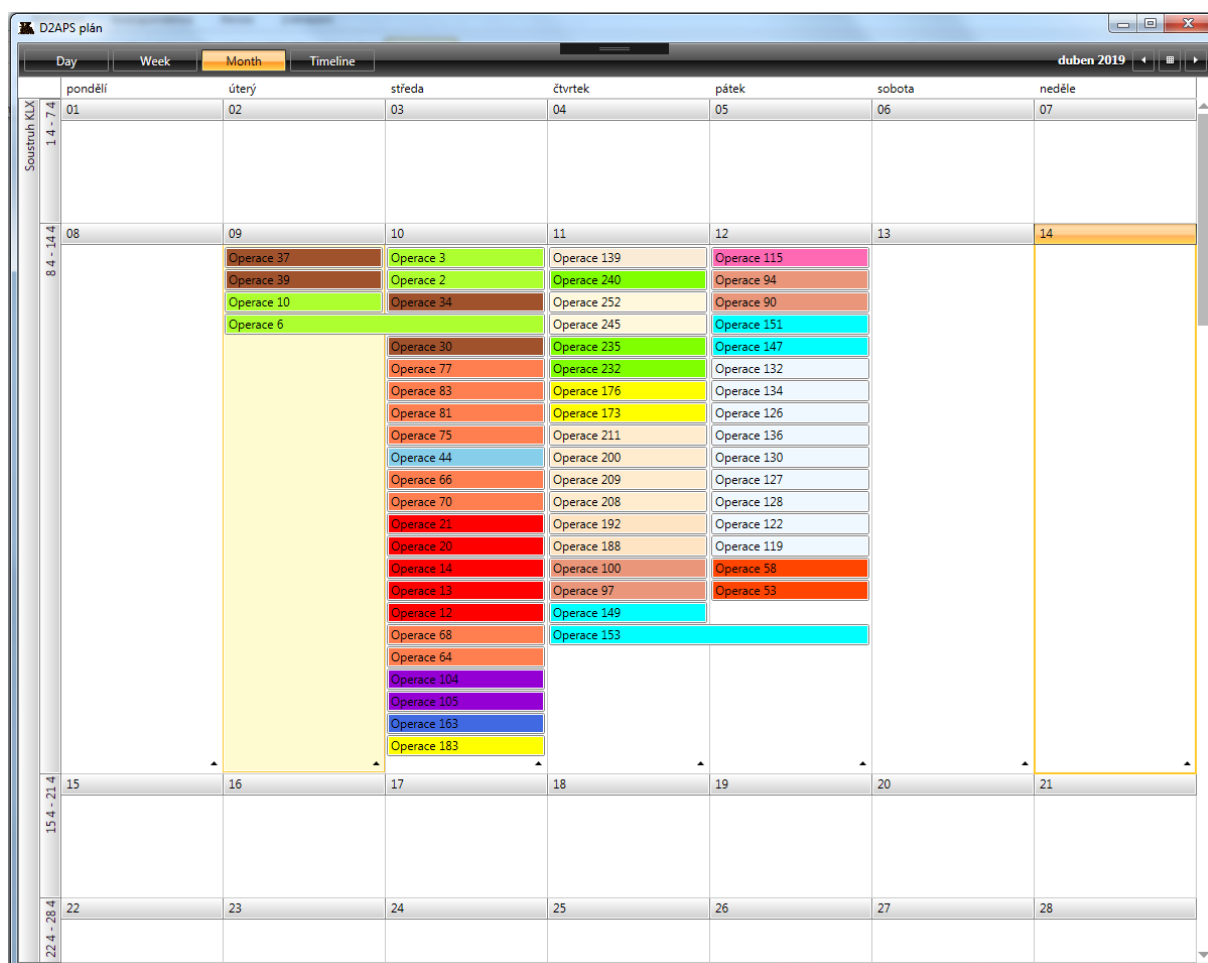 D2APS plán
Day Week Month Timeline duben 2019
pondělí úterý středa čtvrtek pátek sobota neděle
Soustruh KLX
1 4 - 7 4
01 02 03 04 05 06 07
8 4 - 14 4
08 09 10 11 12 13 14
Operace 37 Operace 3 Operace 139 Operace 115
Operace 39 Operace 2 Operace 240 Operace 94
Operace 10 Operace 34 Operace 252 Operace 90
Operace 6 Operace 245 Operace 151
Operace 30 Operace 235 Operace 147
Operace 77 Operace 232 Operace 132
Operace 83 Operace 176 Operace 134
Operace 81 Operace 173 Operace 126
Operace 75 Operace 211 Operace 136
Operace 44 Operace 200 Operace 130
Operace 66 Operace 209 Operace 127
Operace 70 Operace 208 Operace 128
Operace 21 Operace 192 Operace 122
Operace 20 Operace 188 Operace 119
Operace 14 Operace 100 Operace 58
Operace 13 Operace 97 Operace 53
Operace 12 Operace 149
Operace 68 Operace 153
Operace 64
Operace 104
Operace 105
Operace 163
Operace 183
15 4 - 21 4
15 16 17 18 19 20 21
22 4 - 28 4
22 23 24 25 26 27 28